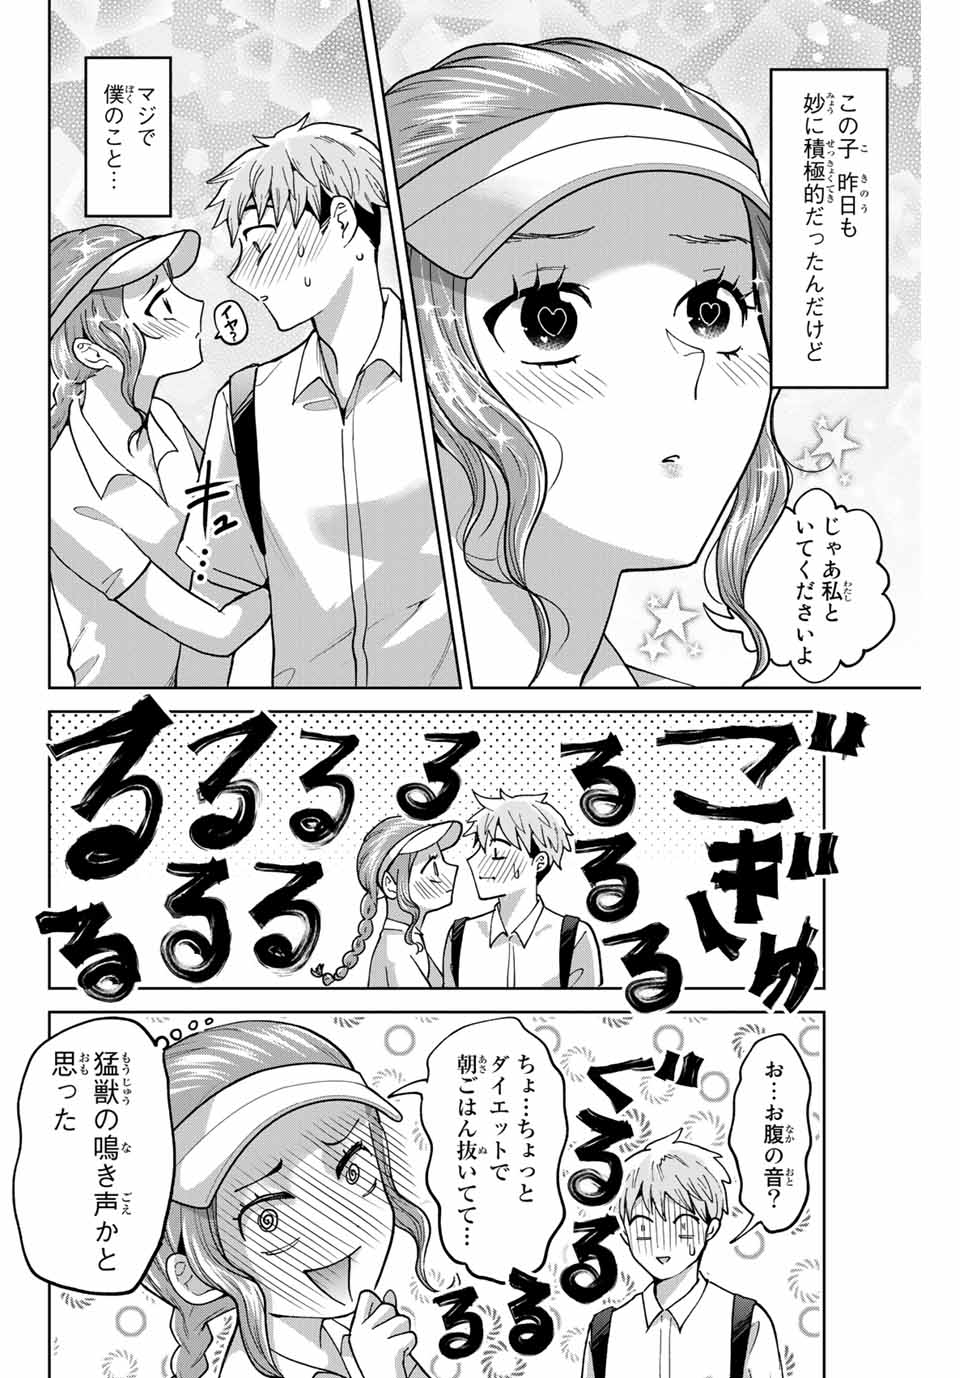 この子 昨日も
妙に積極的だったんだけど
じゃあ私と
いてくださいよ
マジで
僕のこと…
イヤ?
ギュ…
ごぎゅるるるるるるるるるるるる
お…お腹の音?
ぐるるるるるる
ちょ…ちょっと
ダイエットで
朝ごはん抜いてて…
猛獣の鳴き声かと
思った